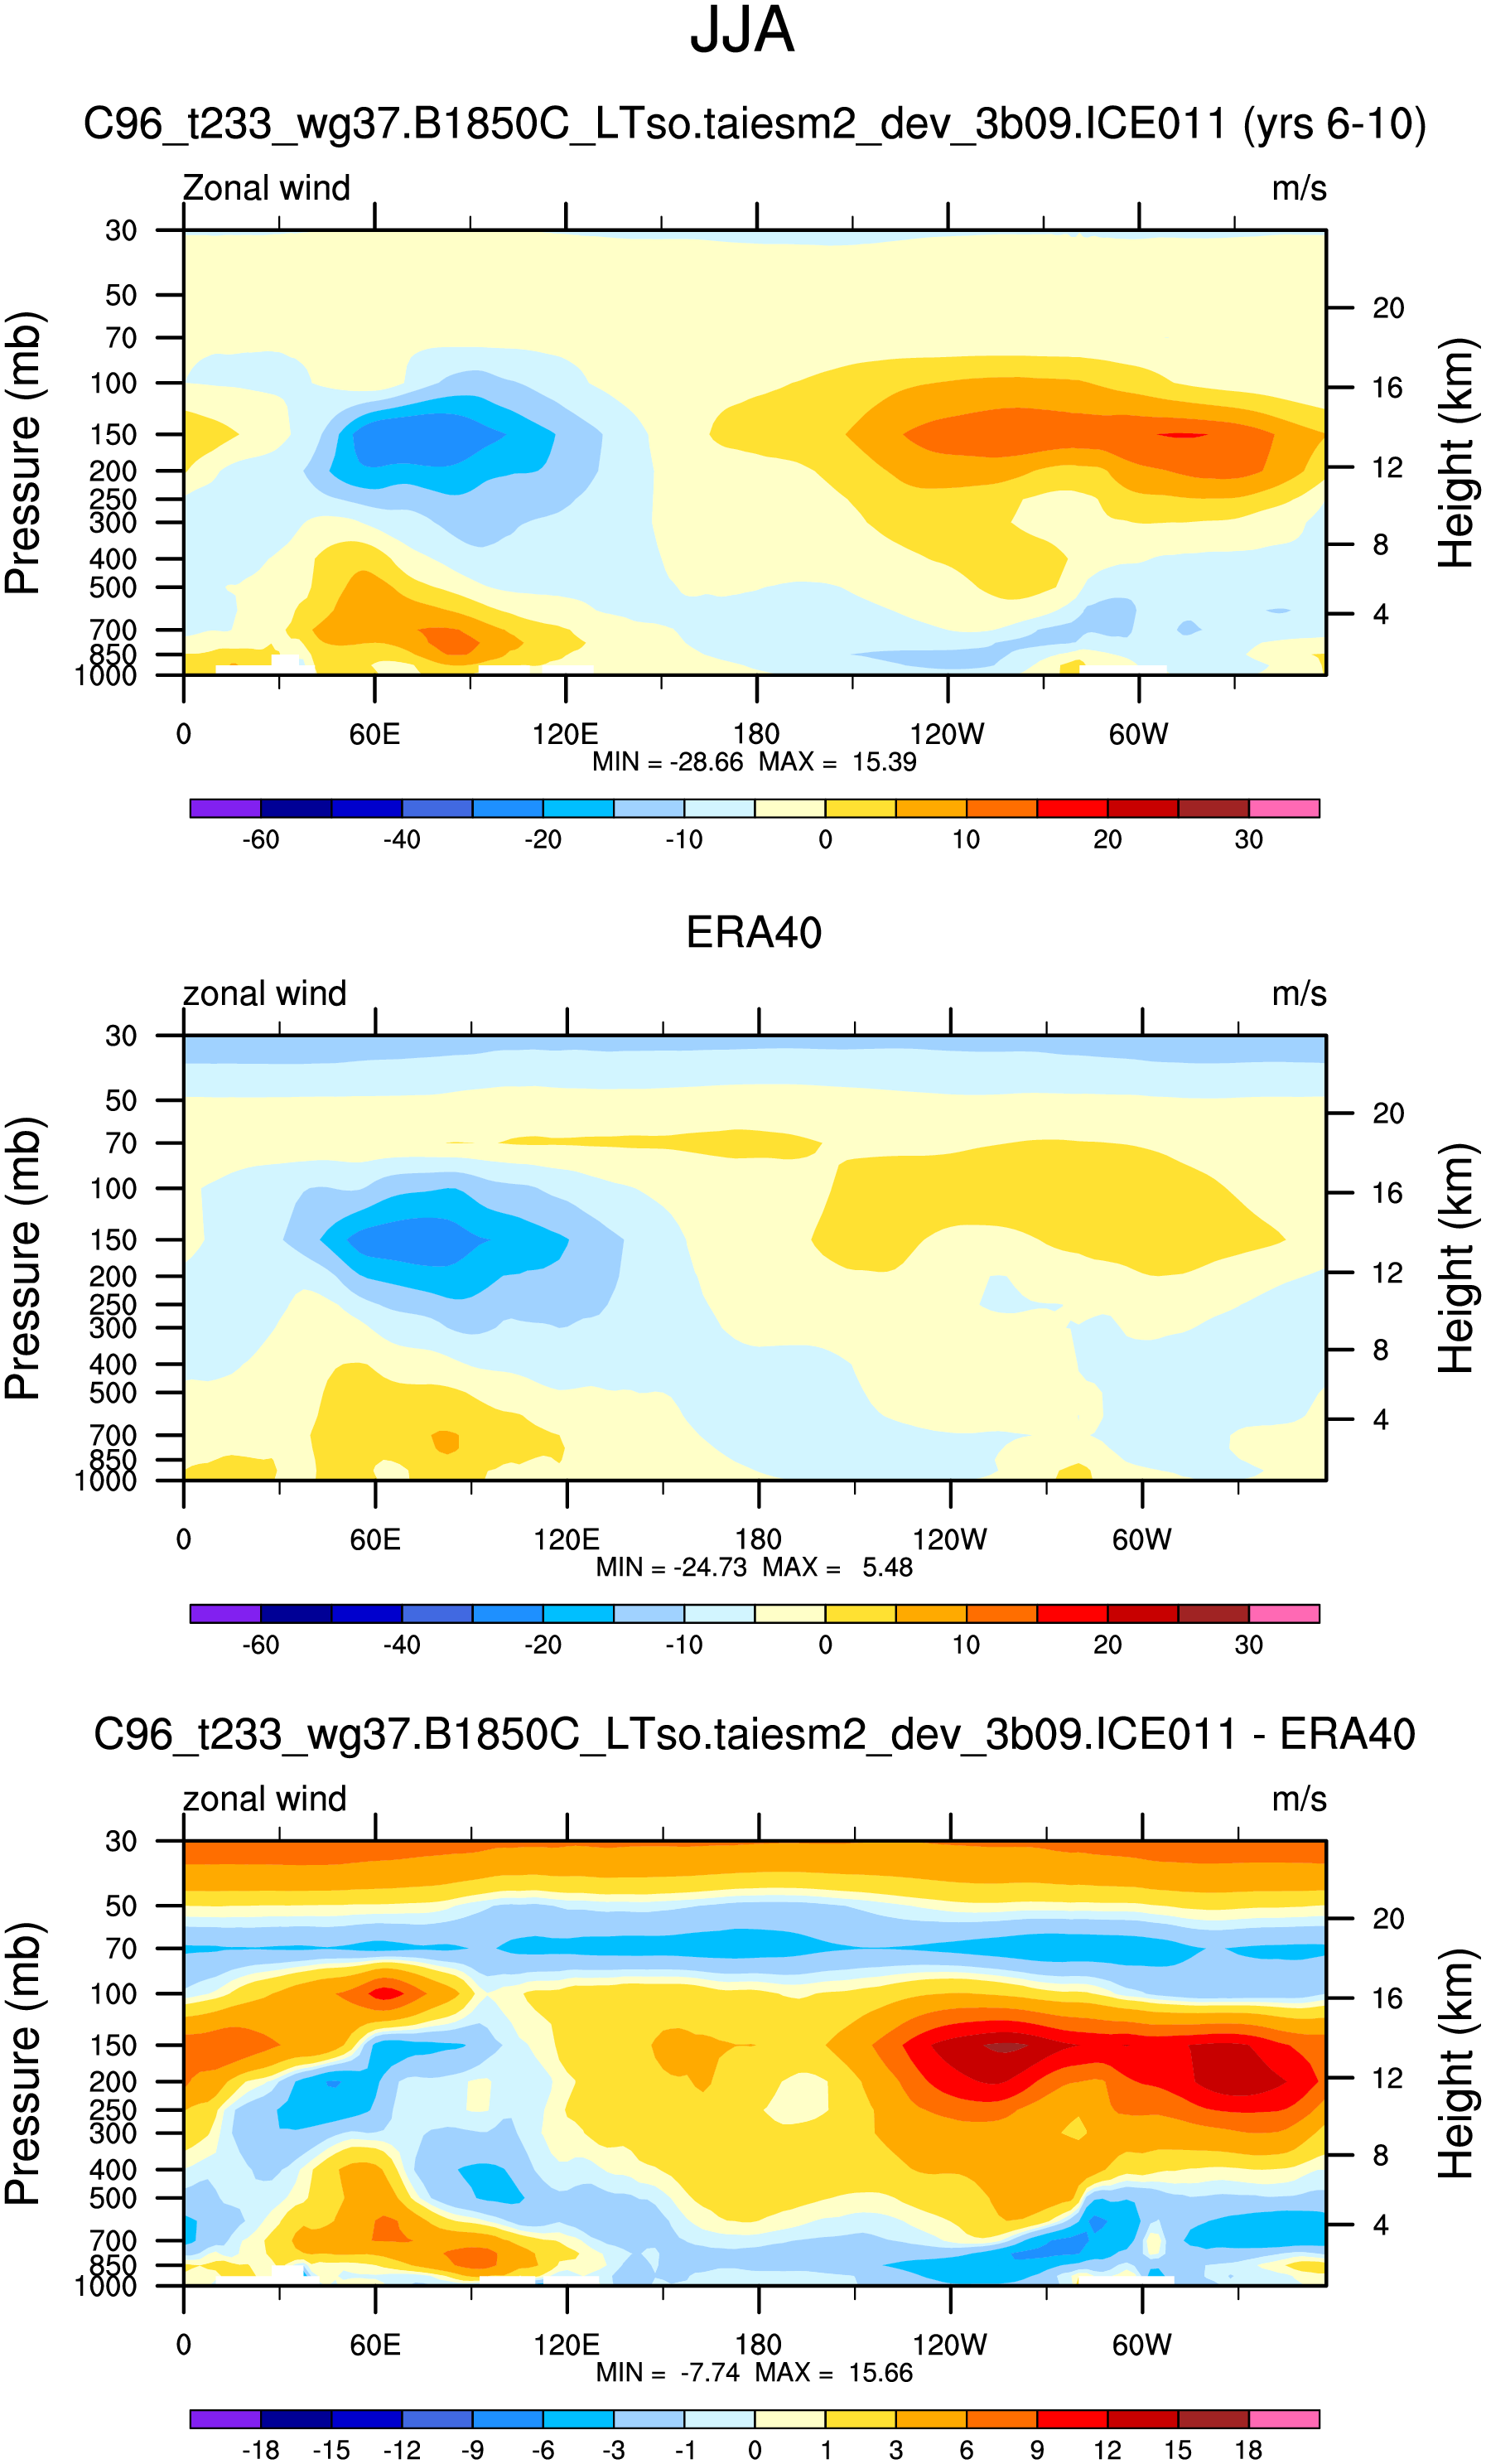 JJA
C96_t233_wg37.B1850C_LTso.taiesm2_dev_3b09.ICE011 (yrs 6-10)
Zonal wind m/s
Pressure (mb)
30
50
70
100
150
200
250
300
400
500
700
850
1000
Height (km)
20
16
12
8
4
0 60E 120E 180 120W 60W
MIN = -28.66 MAX = 15.39
-60 -40 -20 -10 0 10 20 30
ERA40
zonal wind m/s
Pressure (mb)
30
50
70
100
150
200
250
300
400
500
700
850
1000
Height (km)
20
16
12
8
4
0 60E 120E 180 120W 60W
MIN = -24.73 MAX = 5.48
-60 -40 -20 -10 0 10 20 30
C96_t233_wg37.B1850C_LTso.taiesm2_dev_3b09.ICE011 - ERA40
zonal wind m/s
Pressure (mb)
30
50
70
100
150
200
250
300
400
500
700
850
1000
Height (km)
20
16
12
8
4
0 60E 120E 180 120W 60W
MIN = -7.74 MAX = 15.66
-18 -15 -12 -9 -6 -3 -1 0 1 3 6 9 12 15 18